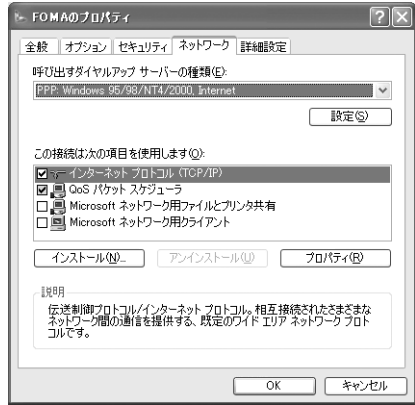 FOMAのプロパティ
全般 オプション セキュリティ ネットワーク 詳細設定
呼び出すダイヤルアップ サーバーの種類(E):
PPP: Windows 95/98/NT4/2000, Internet
設定(S)
この接続は次の項目を使用します(O):
インターネット プロトコル (TCP/IP)
QoS パケット スケジューラ
Microsoft ネットワーク用ファイルとプリンタ共有
Microsoft ネットワーク用クライアント
インストール(N)... アンインストール(U) プロパティ(R)
説明
伝送制御プロトコル/インターネット プロトコル。相互接続されたさまざまな
ネットワーク間の通信を提供する、既定のワイド エリア ネットワーク プロト
コルです。
OK キャンセル